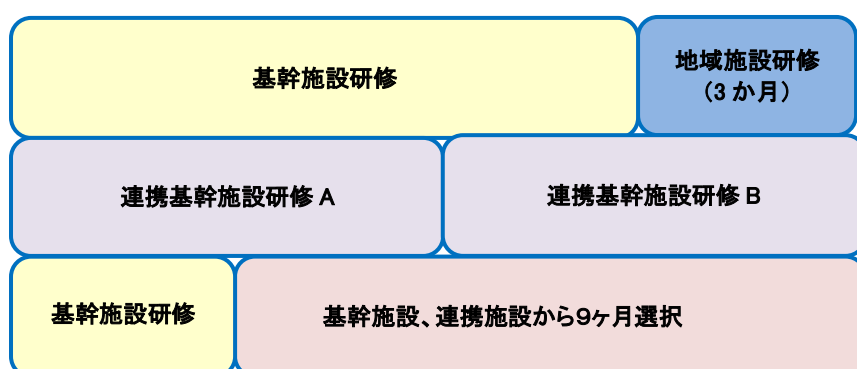 基幹施設研修
地域施設研修
（3 か月）
連携基幹施設研修 A
連携基幹施設研修 B
基幹施設研修
基幹施設、連携施設から9ヶ月選択